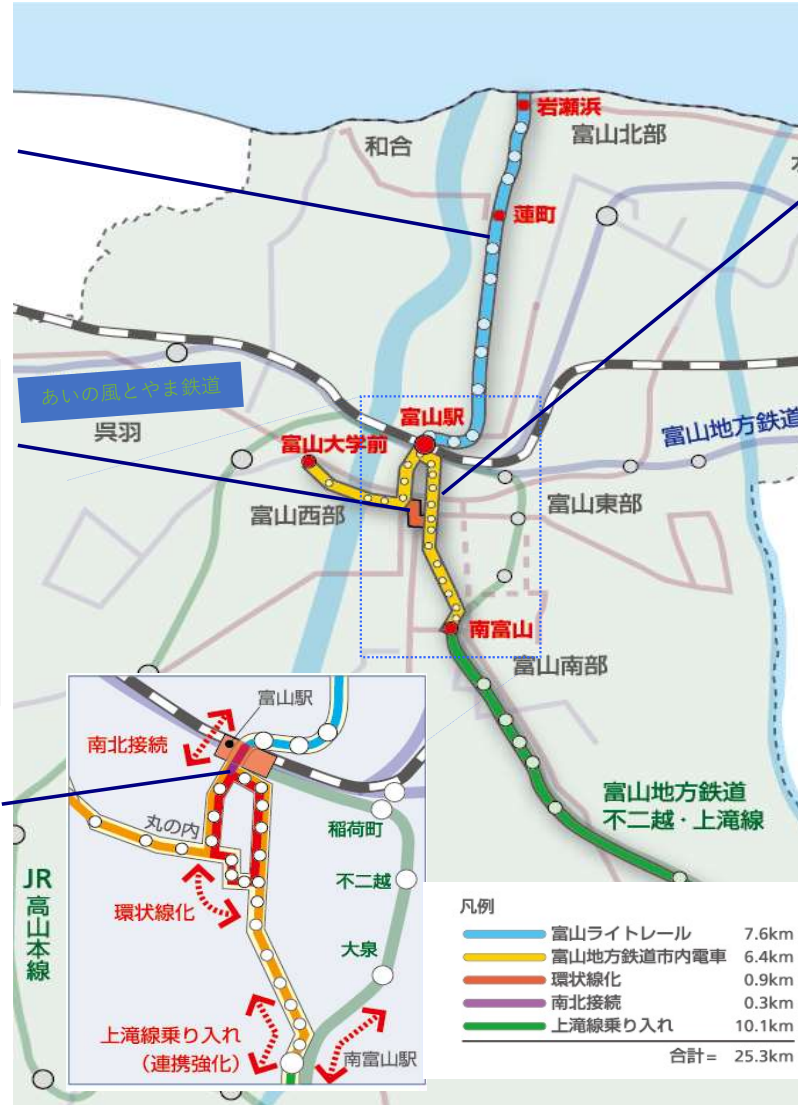 岩瀬浜
和合
富山北部
蓮町
あいの風とやま鉄道
富山駅
呉羽
富山大学前
富山地方鉄道
富山西部
富山東部
南富山
富山南部
富山駅
南北接続
丸の内
稲荷町
不二越
環状線化
大泉
上滝線乗り入れ
（連携強化）
南富山駅
JR
高山本線
富山地方鉄道
不二越・上滝線
凡例
富山ライトレール 7.6km
富山地方鉄道市内電車 6.4km
環状線化 0.9km
南北接続 0.3km
上滝線乗り入れ 10.1km
合計= 25.3km